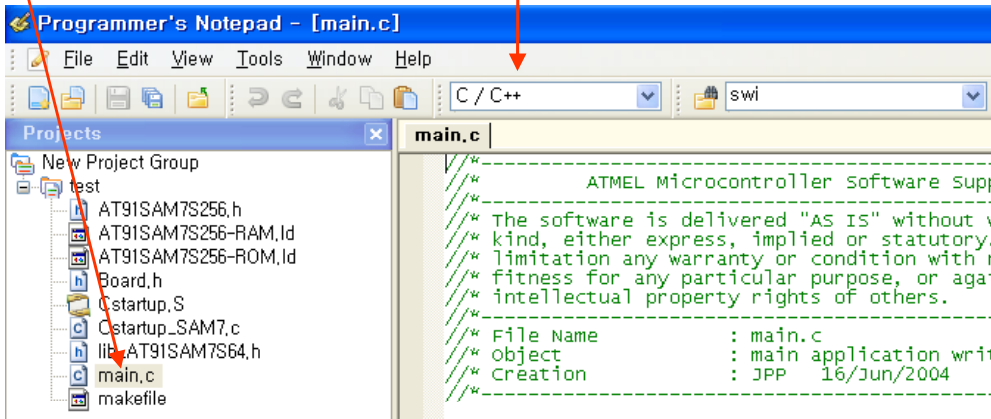 Programmer's Notepad - [main.c]
File Edit View Tools Window Help
C / C++ swi
Projects
main.c
New Project Group
test
AT91SAM7S256.h
AT91SAM7S256-RAM.ld
AT91SAM7S256-ROM.ld
Board.h
Cstartup.S
Cstartup_SAM7.c
lib_AT91SAM7S64.h
main.c
makefile
//*----------------------------------------------------
//* ATMEL Microcontroller Software Supp
//*----------------------------------------------------
//* The software is delivered "AS IS" without
//* kind, either express, implied or statutory.
//* limitation any warranty or condition with
//* fitness for any particular purpose, or agai
//* intellectual property rights of others.
//*----------------------------------------------------
//* File Name : main.c
//* Object : main application writ
//* Creation : JPP 16/Jun/2004
//*----------------------------------------------------